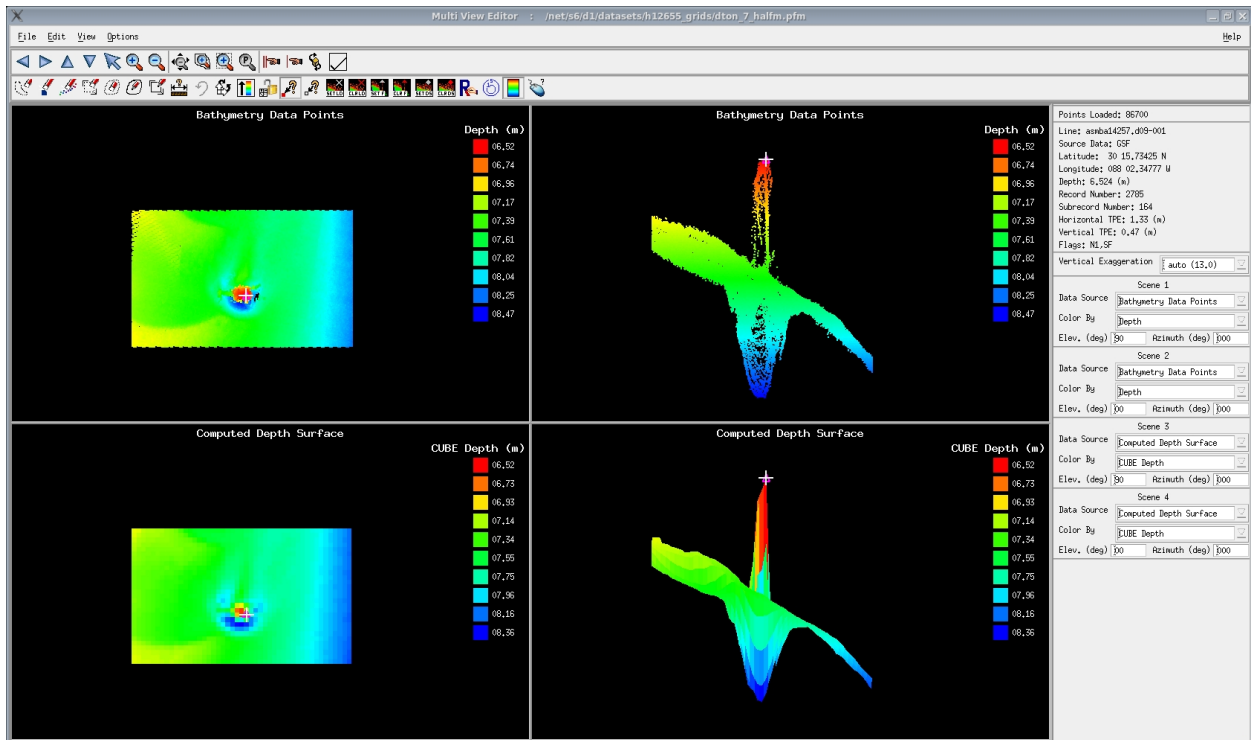 Multi View Editor : /net/s6/d1/datasets/h12655_grids/dton_7_halfm.pfm
File Edit View Options Help
Bathymetry Data Points
Depth (m)
06.52
06.74
06.96
07.17
07.39
07.61
07.82
08.04
08.25
08.47
Bathymetry Data Points
Depth (m)
06.52
06.74
06.96
07.17
07.39
07.61
07.82
08.04
08.25
08.47
Computed Depth Surface
CUBE Depth (m)
06.52
06.73
06.93
07.14
07.34
07.55
07.75
07.96
08.16
08.36
Computed Depth Surface
CUBE Depth (m)
06.52
06.73
06.93
07.14
07.34
07.55
07.75
07.96
08.16
08.36
Points Loaded: 86700
Line: asmba14257.d09-001
Source Data: GSF
Latitude: 30 15.73425 N
Longitude: 088 02.34777 W
Depth: 6.524 (m)
Record Number: 2785
Subrecord Number: 164
Horizontal TPE: 1.33 (m)
Vertical TPE: 0.47 (m)
Flags: N1,SF
Vertical Exaggeration auto (13.0)
Scene 1
Data Source Bathymetry Data Points
Color By Depth
Elev. (deg) 90 Azimuth (deg) 000
Scene 2
Data Source Bathymetry Data Points
Color By Depth
Elev. (deg) 00 Azimuth (deg) 000
Scene 3
Data Source Computed Depth Surface
Color By CUBE Depth
Elev. (deg) 90 Azimuth (deg) 000
Scene 4
Data Source Computed Depth Surface
Color By CUBE Depth
Elev. (deg) 00 Azimuth (deg) 000